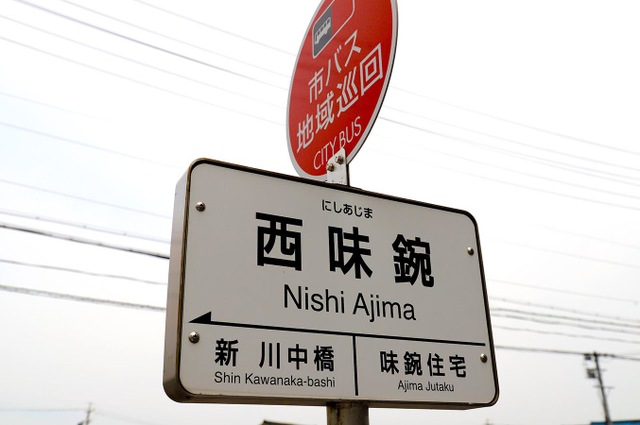 市バス
地域巡回
CITY BUS
にしあじま
西味鋺
Nishi Ajima
新川中橋
Shin Kawanaka-bashi
味鋺住宅
Ajima Jutaku